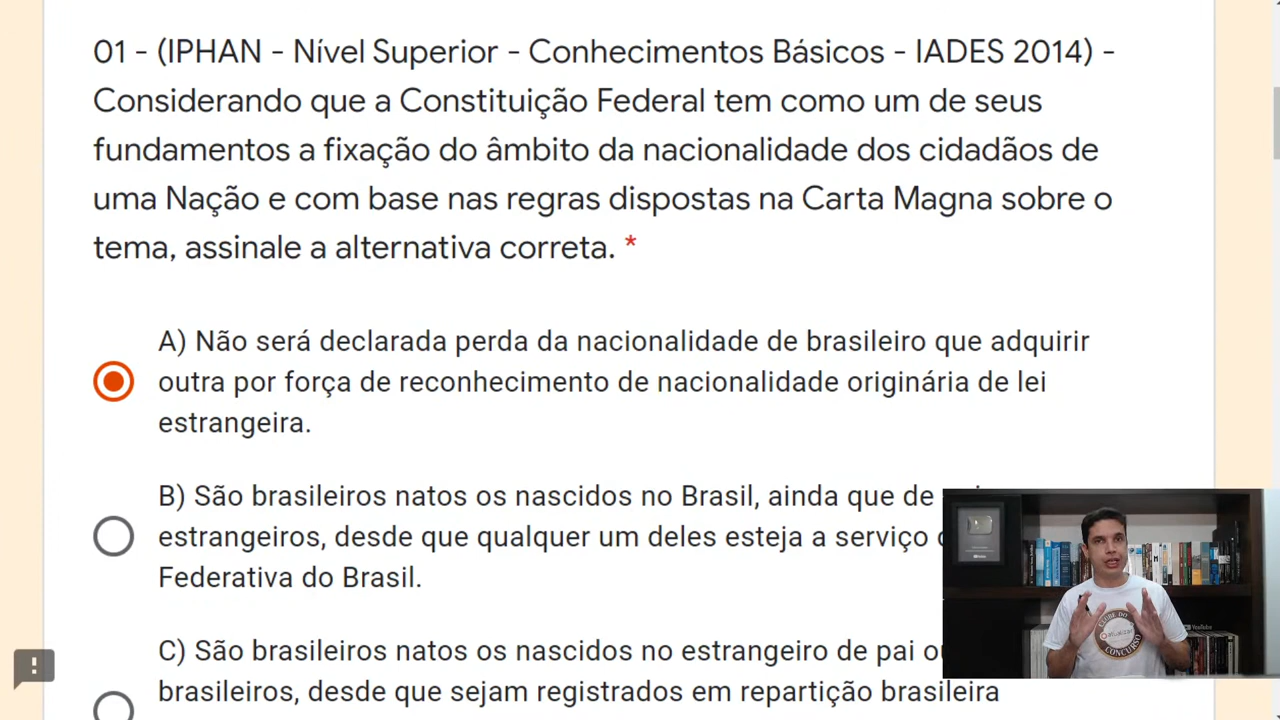 01 - (IPHAN - Nível Superior - Conhecimentos Básicos - IADES 2014) -
Considerando que a Constituição Federal tem como um de seus
fundamentos a fixação do âmbito da nacionalidade dos cidadãos de
uma Nação e com base nas regras dispostas na Carta Magna sobre o
tema, assinale a alternativa correta. *
A) Não será declarada perda da nacionalidade de brasileiro que adquirir
outra por força de reconhecimento de nacionalidade originária de lei
estrangeira.
B) São brasileiros natos os nascidos no Brasil, ainda que de
estrangeiros, desde que qualquer um deles esteja a serviço
Federativa do Brasil.
C) São brasileiros natos os nascidos no estrangeiro de pai
brasileiros, desde que sejam registrados em repartição brasileira
CLUBE DO
atualizar
CONCURSO
YouTube